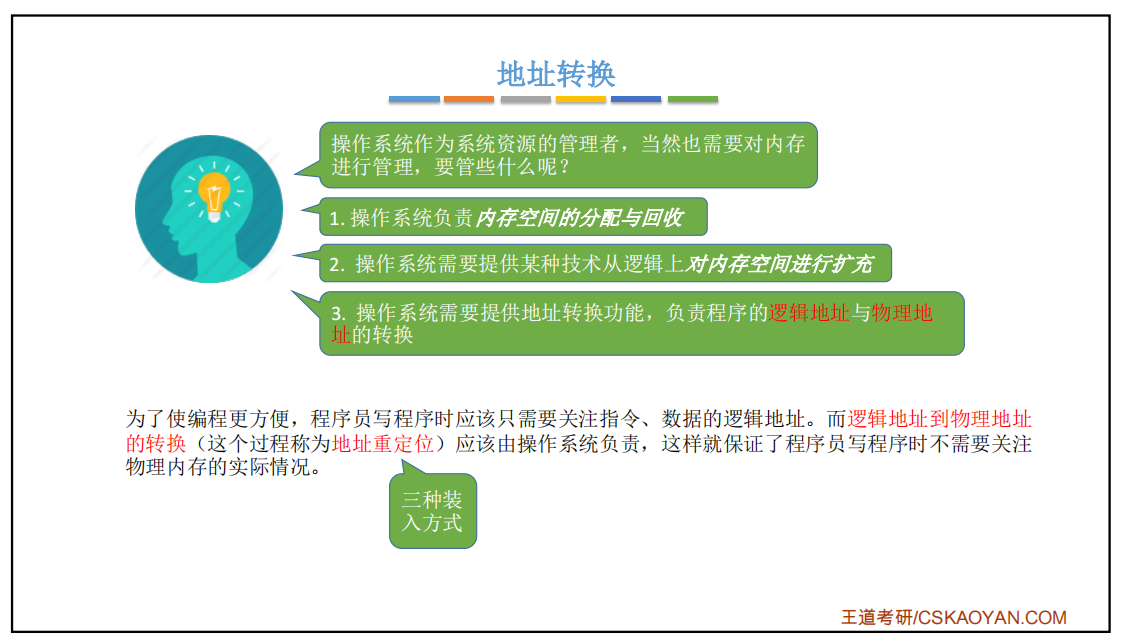 地址转换
操作系统作为系统资源的管理者，当然也需要对内存
进行管理，要管些什么呢？
1. 操作系统负责内存空间的分配与回收
2. 操作系统需要提供某种技术从逻辑上对内存空间进行扩充
3. 操作系统需要提供地址转换功能，负责程序的逻辑地址与物理地
址的转换
为了使编程更方便，程序员写程序时应该只需要关注指令、数据的逻辑地址。而逻辑地址到物理地址
的转换（这个过程称为地址重定位）应该由操作系统负责，这样就保证了程序员写程序时不需要关注
物理内存的实际情况。
三种装
入方式
王道考研/CSKAOYAN.COM